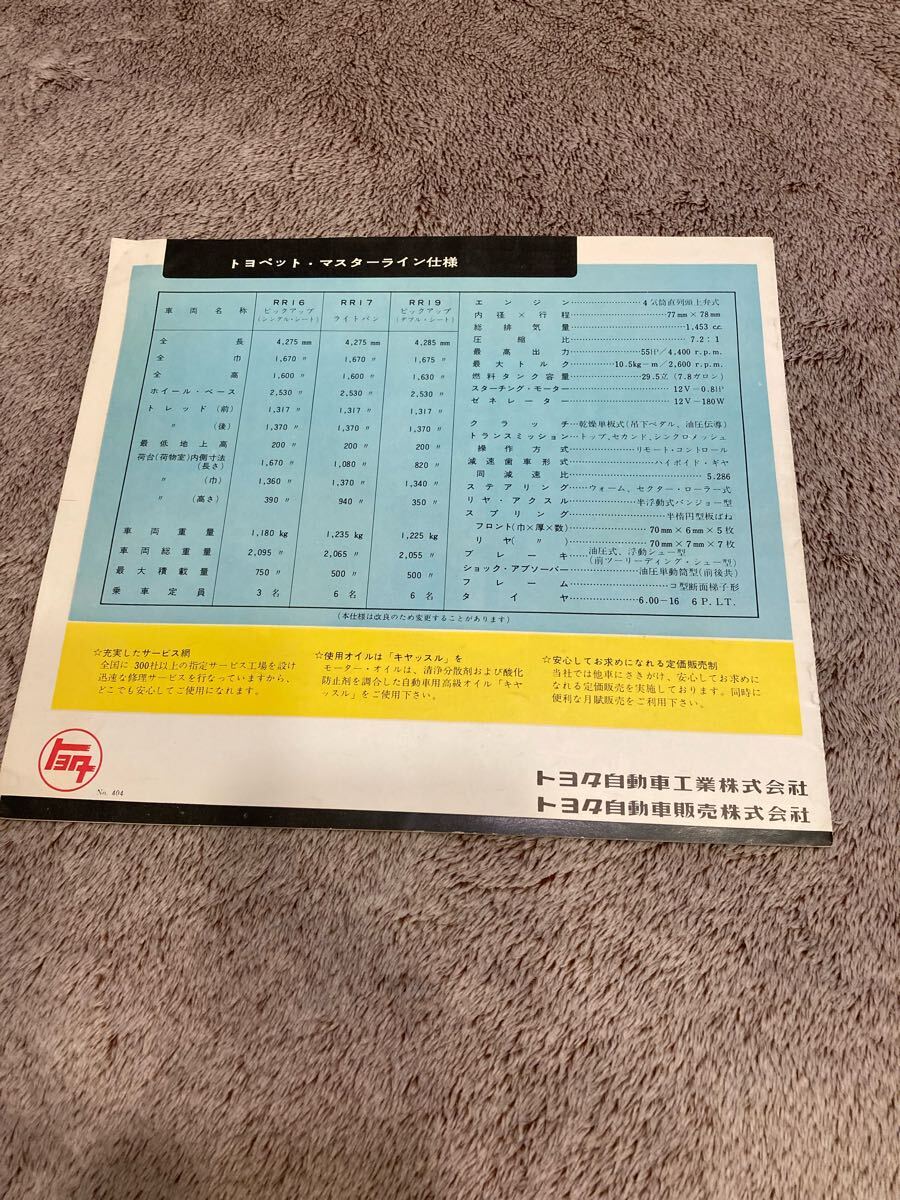 トヨペット・マスターライン仕様
車両名称 RR16 ピックアップ (シングル・シート) RR17 ライトバン RR19 ピックアップ (ダブル・シート)
全長 4,275 mm 4,275 mm 4,285 mm
全巾 1,670 〃 1,670 〃 1,675 〃
全高 1,600 〃 1,600 〃 1,630 〃
ホイール・ベース 2,530 〃 2,530 〃 2,530 〃
トレッド(前) 1,317 〃 1,317 〃 1,317 〃
〃 (後) 1,370 〃 1,370 〃 1,370 〃
最低地上高 200 〃 200 〃 200 〃
荷台(荷物室)内側寸法
(長さ) 1,670 〃 1,080 〃 820 〃
〃 (巾) 1,360 〃 1,370 〃 1,340 〃
〃 (高さ) 390 〃 940 〃 350 〃
車両重量 1,180 kg 1,235 kg 1,225 kg
車両総重量 2,095 〃 2,065 〃 2,055 〃
最大積載量 750 〃 500 〃 500 〃
乗車定員 3名 6名 6名
エンジン…………4気筒直列頭上弁式
内径×行程…………77mm×78mm
総排気量…………1,453 cc
圧縮比…………7.2:1
最高出力…………55HP/4,400 r.p.m.
最大トルク…………10.5kg-m/2,600 r.p.m.
燃料タンク容量…………29.5立 (7.8ガロン)
スターチング・モーター…………12V-0.8HP
ゼネレーター…………12V-180W
クラッチ…………乾燥単板式(吊下ペダル、油圧伝導)
トランスミッション…………トップ、セカンド、シンクロメッシュ
操作方式…………リモート・コントロール
減速歯車形式…………ハイポイド・ギヤ
同減速比…………5.286
ステアリング…………ウォーム、セクター・ローラー式
リヤ・アクスル…………半浮動式バンジョー型
スプリング…………半楕円型板ばね
フロント(巾×厚×数)…………70mm×6mm×5枚
リヤ(〃)…………70mm×7mm×7枚
ブレーキ…………油圧式、浮動シュー型
(前ツーリーディング・シュー型)
ショック・アブソーバー…………油圧単動筒型(前後共)
フレーム…………コ型断面梯子形
タイヤ…………6.00-16 6 P.L.T.
(本仕様は改良のため変更することがあります)
☆充実したサービス網
全国に300社以上の指定サービス工場を設け
迅速な修理サービスを行なっていますから、
どこでも安心してご使用になれます。
☆使用オイルは「キヤッスル」を
モーター・オイルは、清浄分散剤および酸化
防止剤を調合した自動車用高級オイル「キヤ
ッスル」をご使用下さい。
☆安心してお求めになれる定価販売制
当社では他車にさきがけ、安心してお求めに
なれる定価販売を実施しております。同時に
便利な月賦販売をご利用下さい。
トヨタ
No. 404
トヨタ自動車工業株式会社
トヨタ自動車販売株式会社